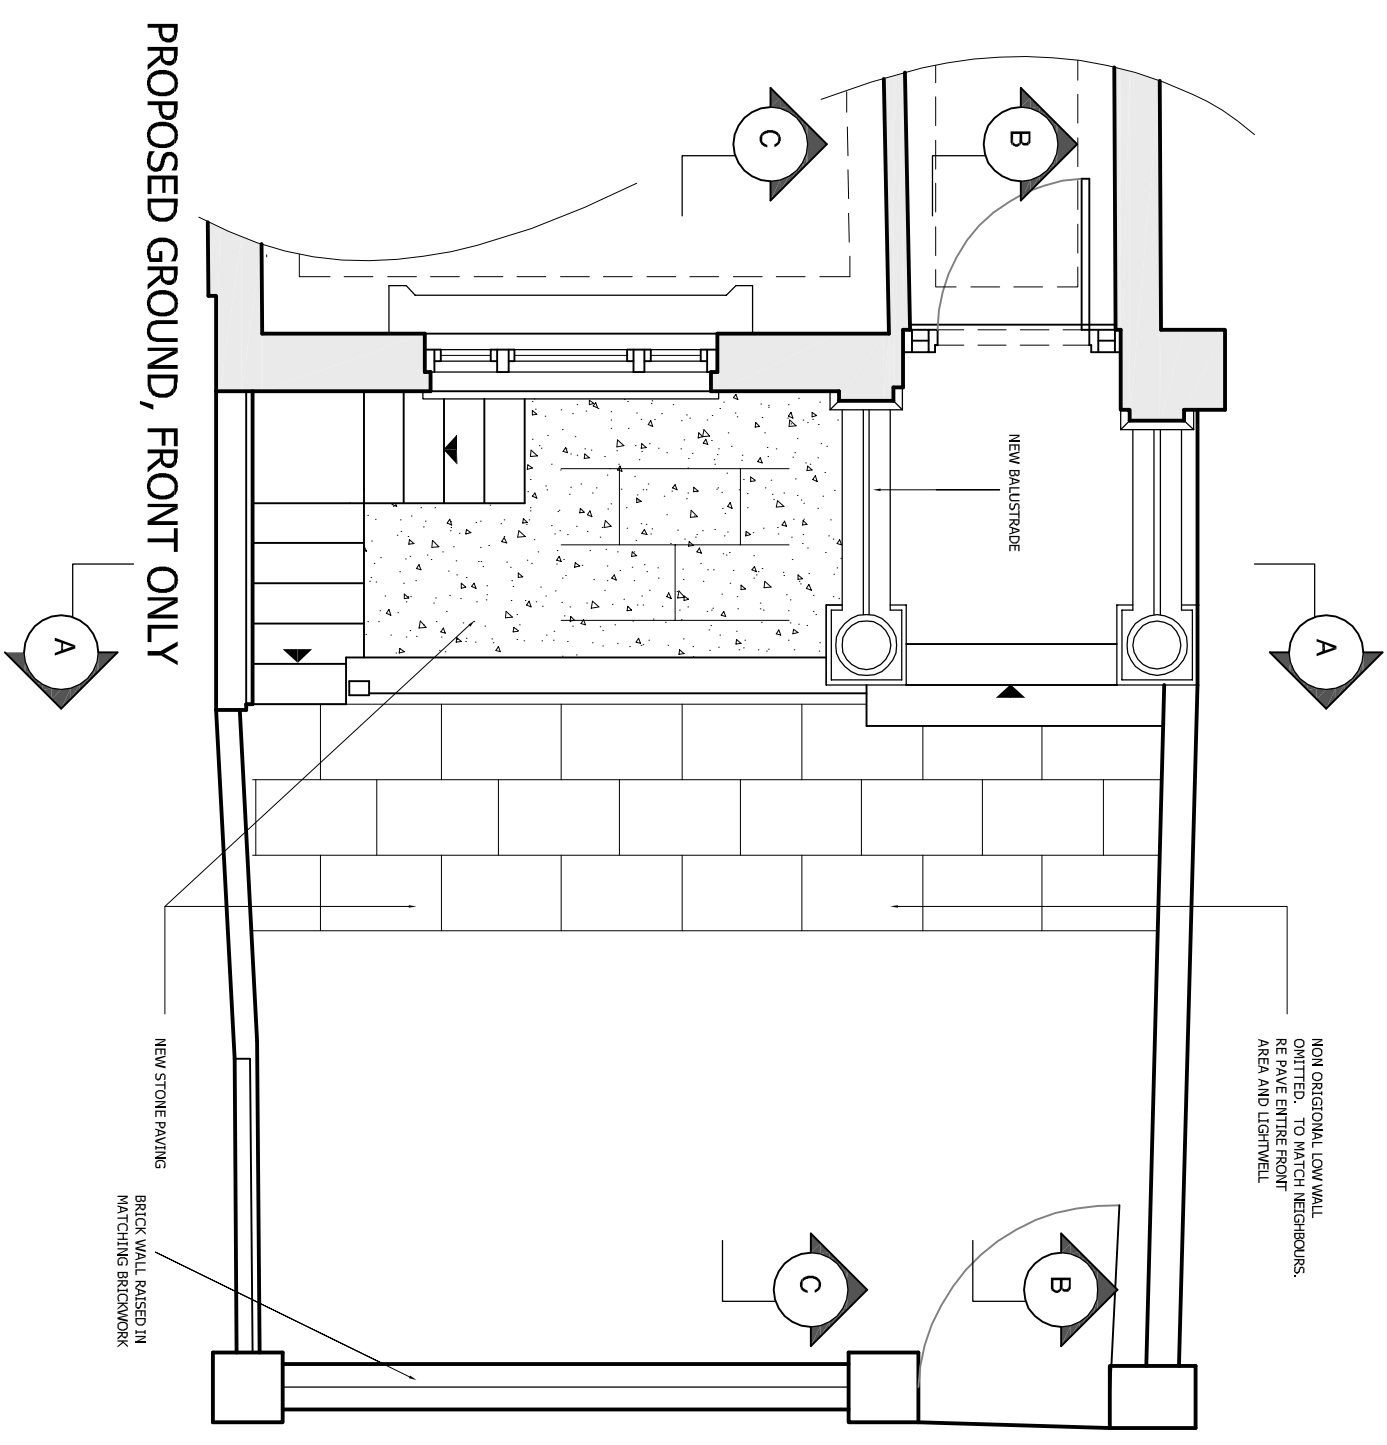 PROPOSED GROUND, FRONT ONLY
C
B
NEW BALUSTRADE
A
A
NON ORIGIONAL LOW WALL
OMITTED. TO MATCH NEIGHBOURS.
RE PAVE ENTIRE FRONT
AREA AND LIGHTWELL
NEW STONE PAVING
BRICK WALL RAISED IN
MATCHING BRICKWORK
C
B